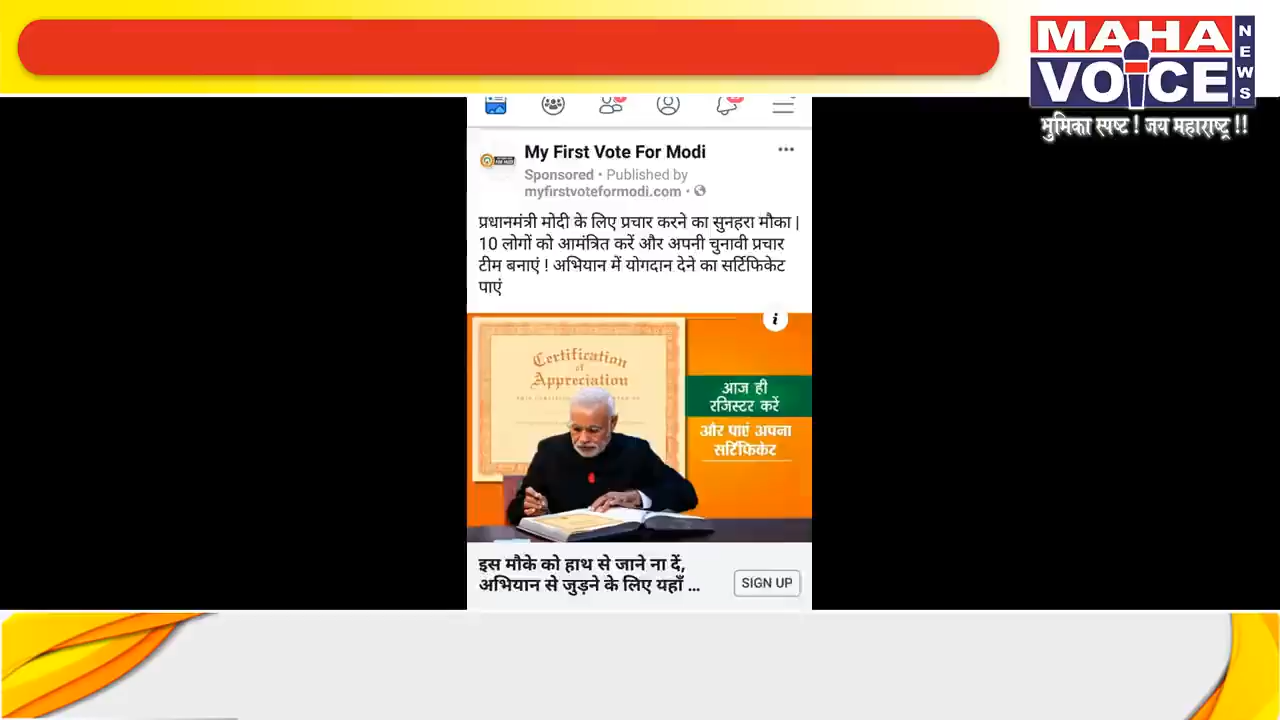 MAHA
VOICE
NEWS
भुमिका स्पष्ट ! जय महाराष्ट्र !!
My First Vote For Modi
Sponsored • Published by
myfirstvoteformodi.com •
प्रधानमंत्री मोदी के लिए प्रचार करने का सुनहरा मौका |
10 लोगों को आमंत्रित करें और अपनी चुनावी प्रचार
टीम बनाएं ! अभियान में योगदान देने का सर्टिफिकेट
पाएं
i
Certification
of
Appreciation
आज ही
रजिस्टर करें
और पाएं अपना
सर्टिफिकेट
इस मौके को हाथ से जाने ना दें,
अभियान से जुड़ने के लिए यहाँ ...
SIGN UP